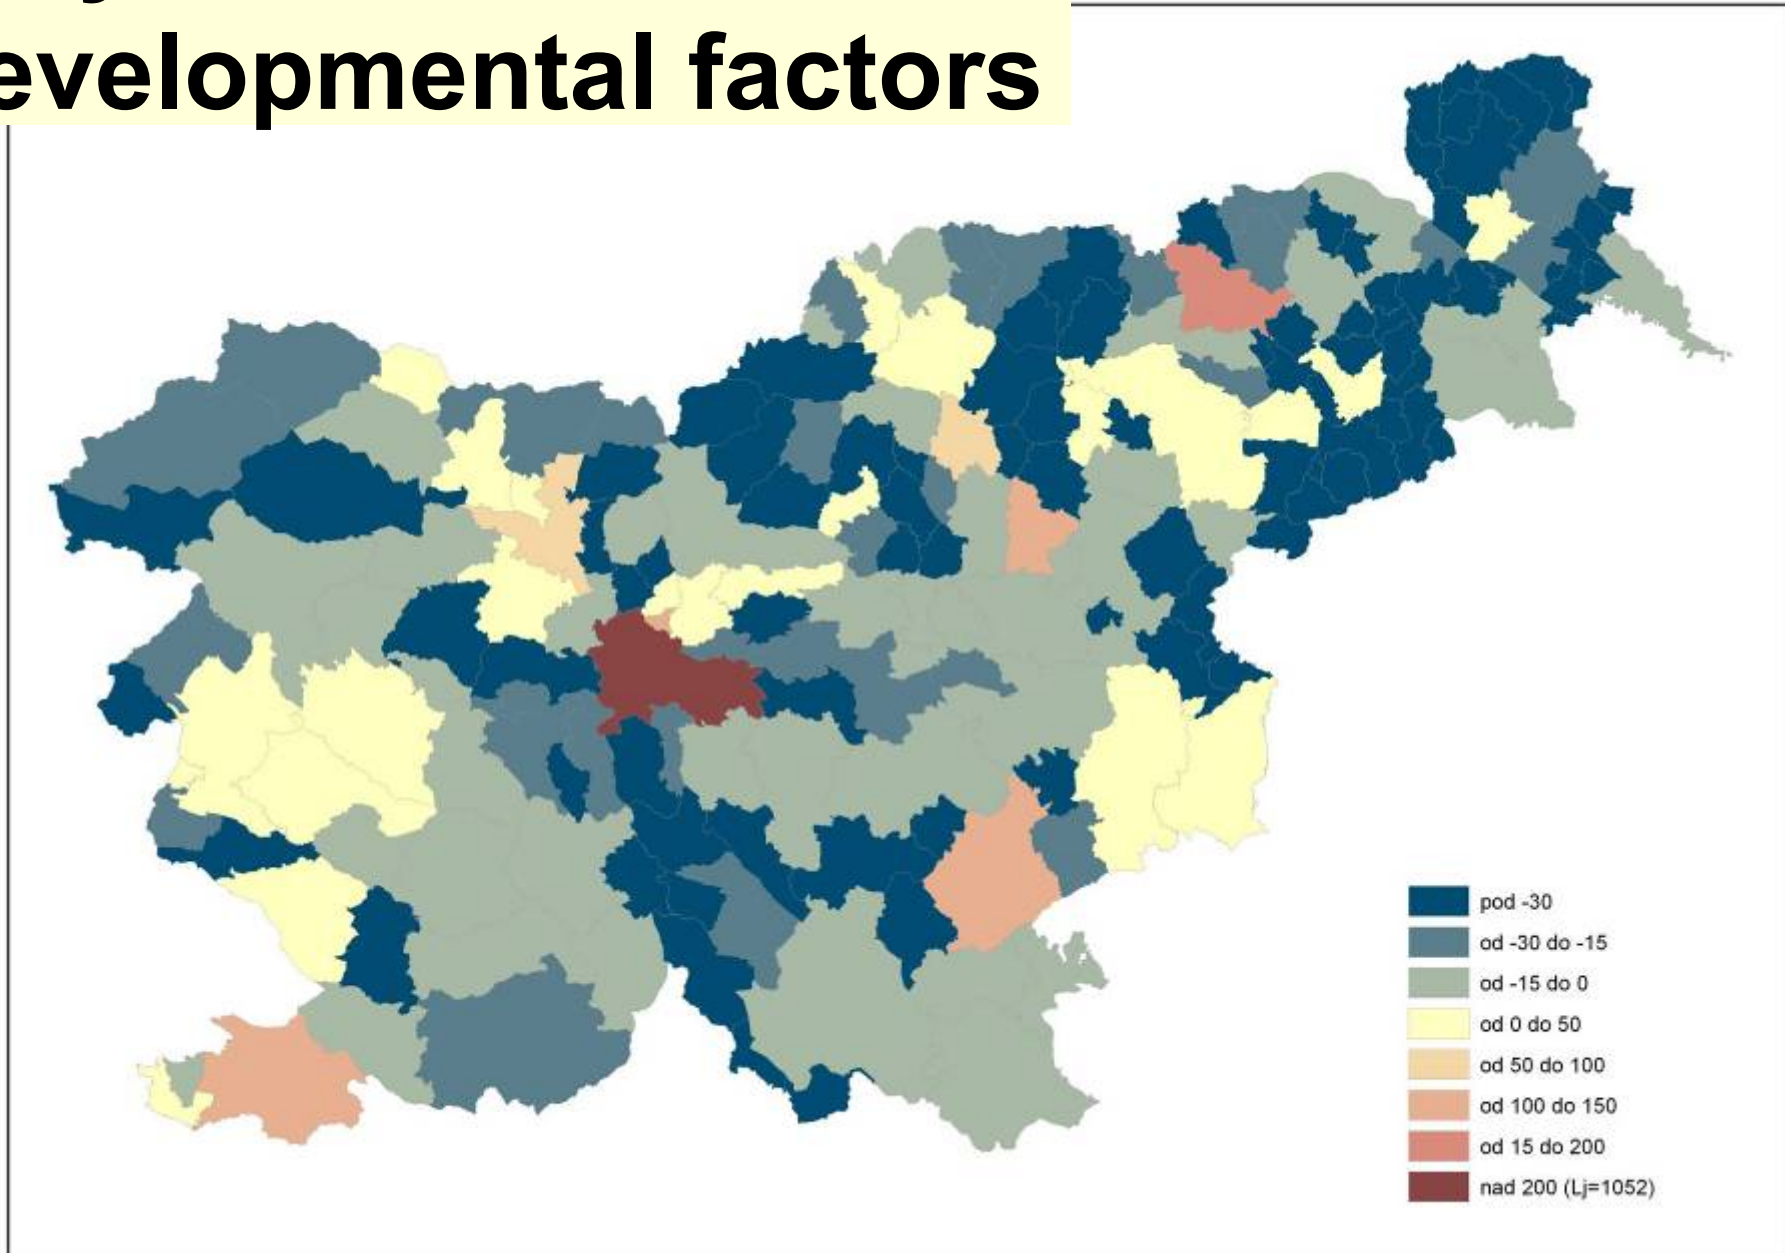 evelopmental factors
pod -30
od -30 do -15
od -15 do 0
od 0 do 50
od 50 do 100
od 100 do 150
od 15 do 200
nad 200 (Lj=1052)